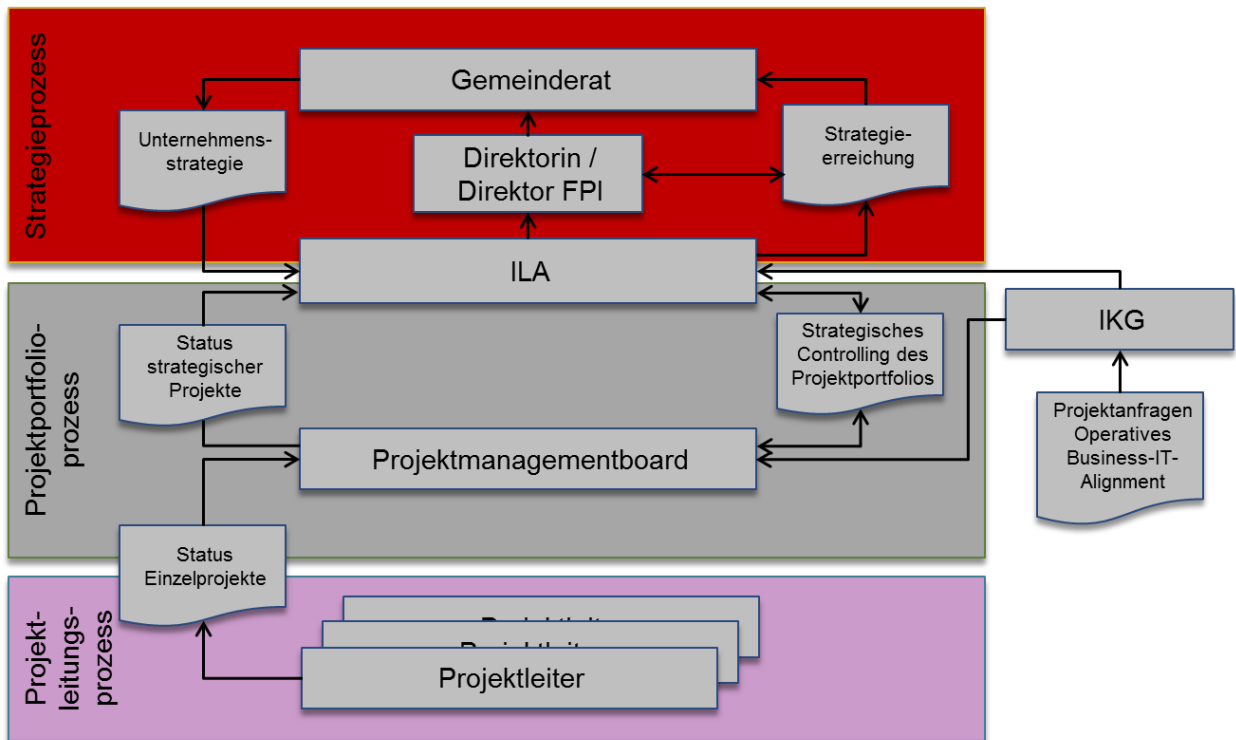 Strategieprozess
Gemeinderat
Unternehmens-
strategie
Direktorin /
Direktor FPI
Strategie-
erreichung
ILA
Projektportfolio-
prozess
Status
strategischer
Projekte
Strategisches
Controlling des
Projektportfolios
IKG
Projektanfragen
Operatives
Business-IT-
Alignment
Projektmanagementboard
Status
Einzelprojekte
Projekt-
leitungs-
prozess
Projektleiter